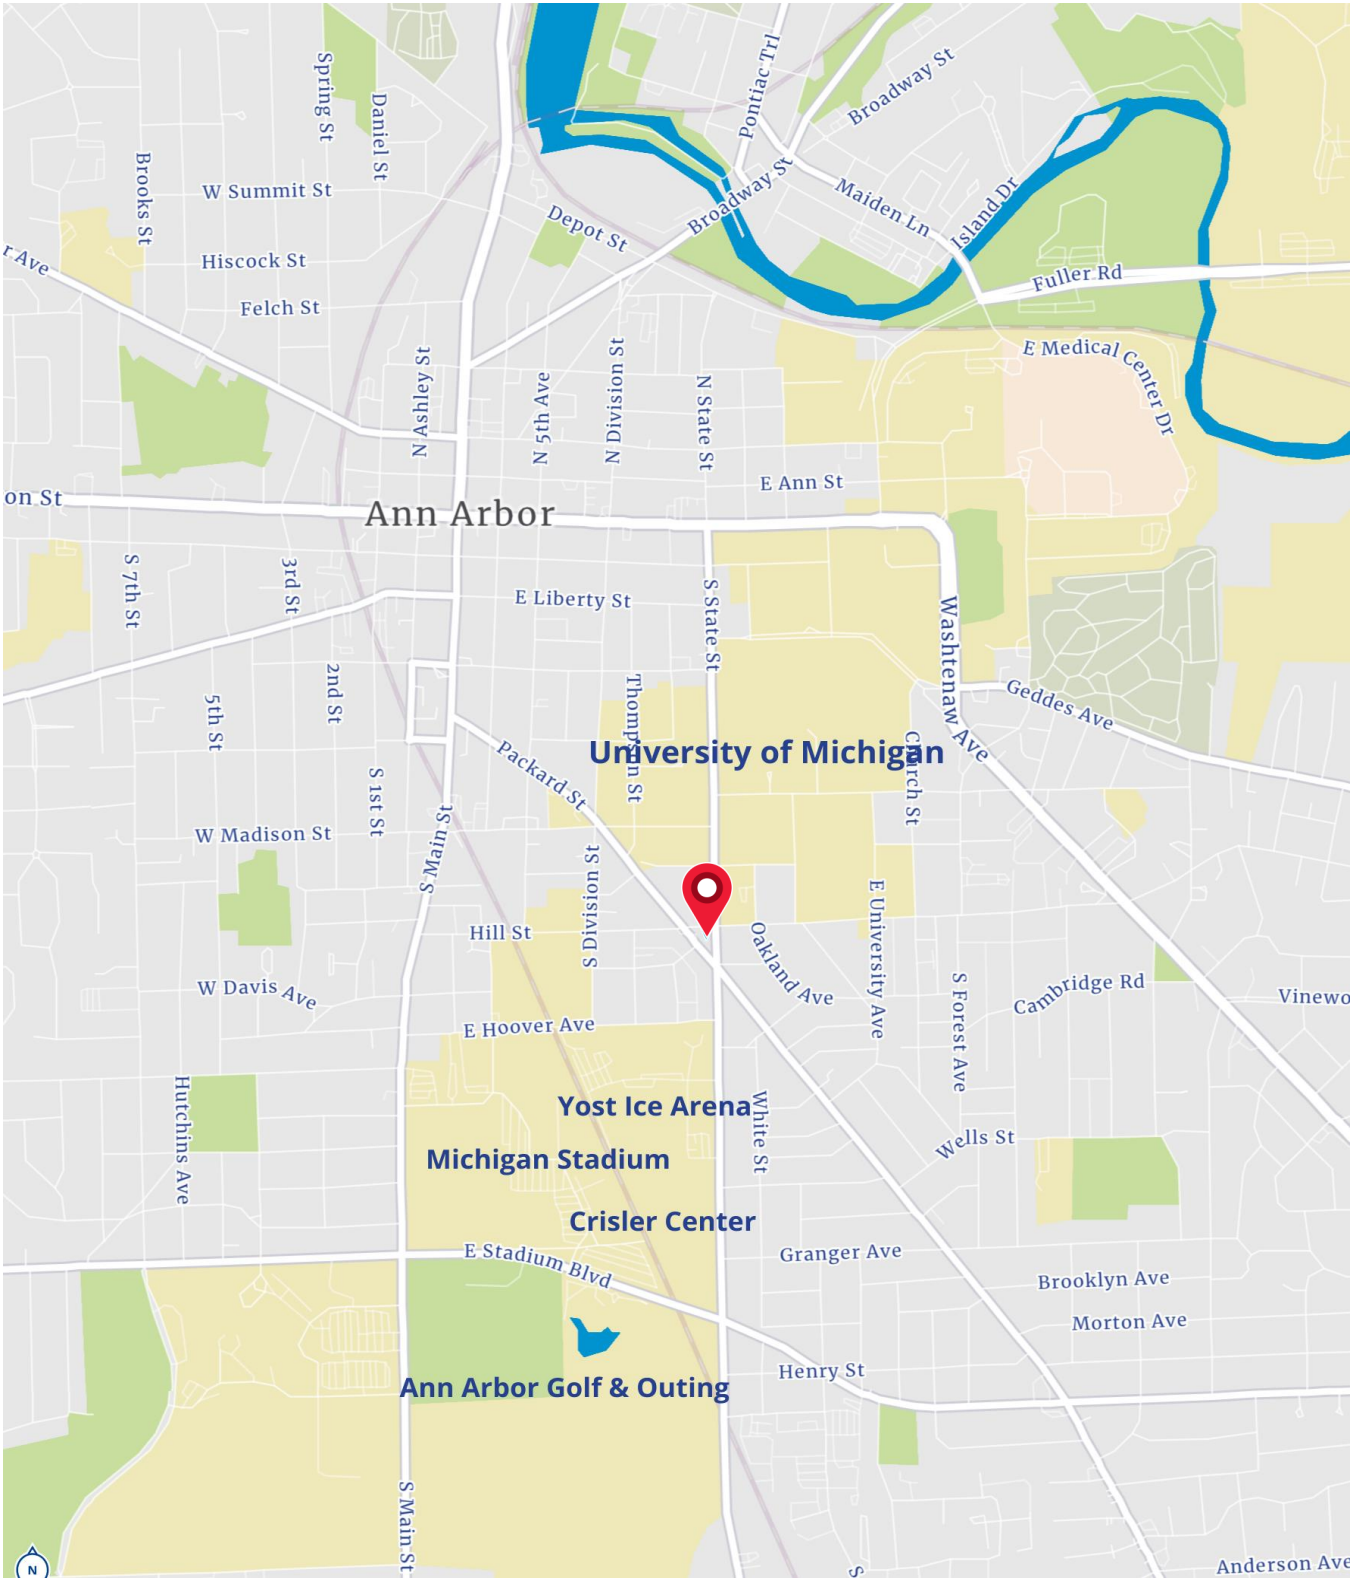 Spring St
Daniel St
Pontiac Trl
Broadway St
Brooks St
W Summit St
Broadway St
Maiden Ln
Island Dr
Depot St
r Ave
Hiscock St
Fuller Rd
Felch St
E Medical Center Dr
N Ashley St
N 5th Ave
N Division St
N State St
E Ann St
on St
Ann Arbor
S 7th St
3rd St
E Liberty St
S State St
Washtenaw Ave
2nd St
5th St
Thompson St
Geddes Ave
University of Michigan
Church St
Packard St
S 1st St
W Madison St
S Main St
S Division St
E University Ave
Hill St
Oakland Ave
W Davis Ave
S Forest Ave
Cambridge Rd
Vinewo
E Hoover Ave
Hutchins Ave
Yost Ice Arena
White St
Wells St
Michigan Stadium
Crisler Center
E Stadium Blvd
Granger Ave
Brooklyn Ave
Morton Ave
Henry St
Ann Arbor Golf & Outing
S Main St
N
S
Anderson Ave